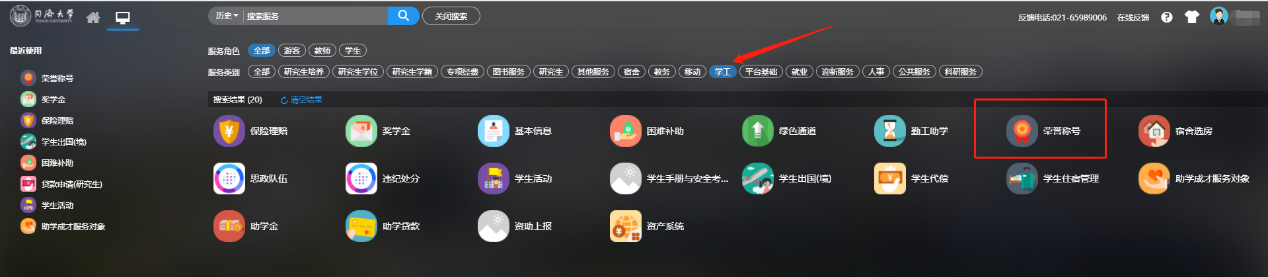 同济大学
TONGJI UNIVERSITY
历史 搜索服务 关闭搜索
反馈电话:021-65989006 在线反馈
最近使用
荣誉称号
奖学金
保险理赔
学生出国(境)
困难补助
贷款申请(研究生)
学生活动
助学成才服务对象
服务角色 全部 游客 教师 学生
服务类别 全部 研究生培养 研究生学位 研究生学籍 专项经费 图书服务 研究生 其他服务 宿舍 教务 移动 学工 平台基础 就业 迎新服务 人事 公共服务 科研服务
搜索结果 (20) 清空结果
保险理赔 奖学金 基本信息 困难补助 绿色通道 勤工助学 荣誉称号 宿舍选房
思政队伍 违纪处分 学生活动 学生手册与安全考... 学生出国(境) 学生代偿 学生住宿管理 助学成才服务对象
助学金 助学贷款 资助上报 资产系统